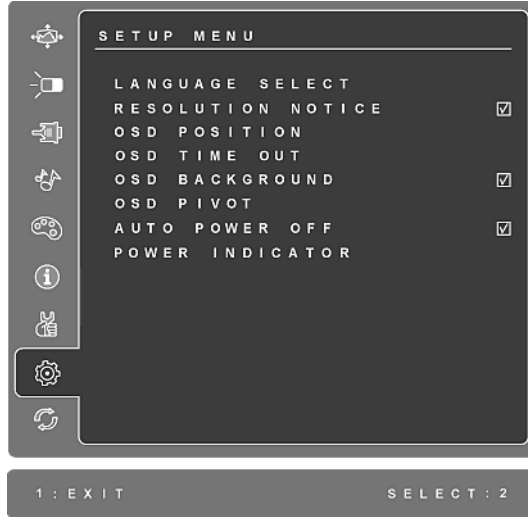 SETUP MENU
LANGUAGE SELECT
RESOLUTION NOTICE ☑
OSD POSITION
OSD TIME OUT
OSD BACKGROUND ☑
OSD PIVOT
AUTO POWER OFF ☑
POWER INDICATOR
1:EXIT SELECT:2